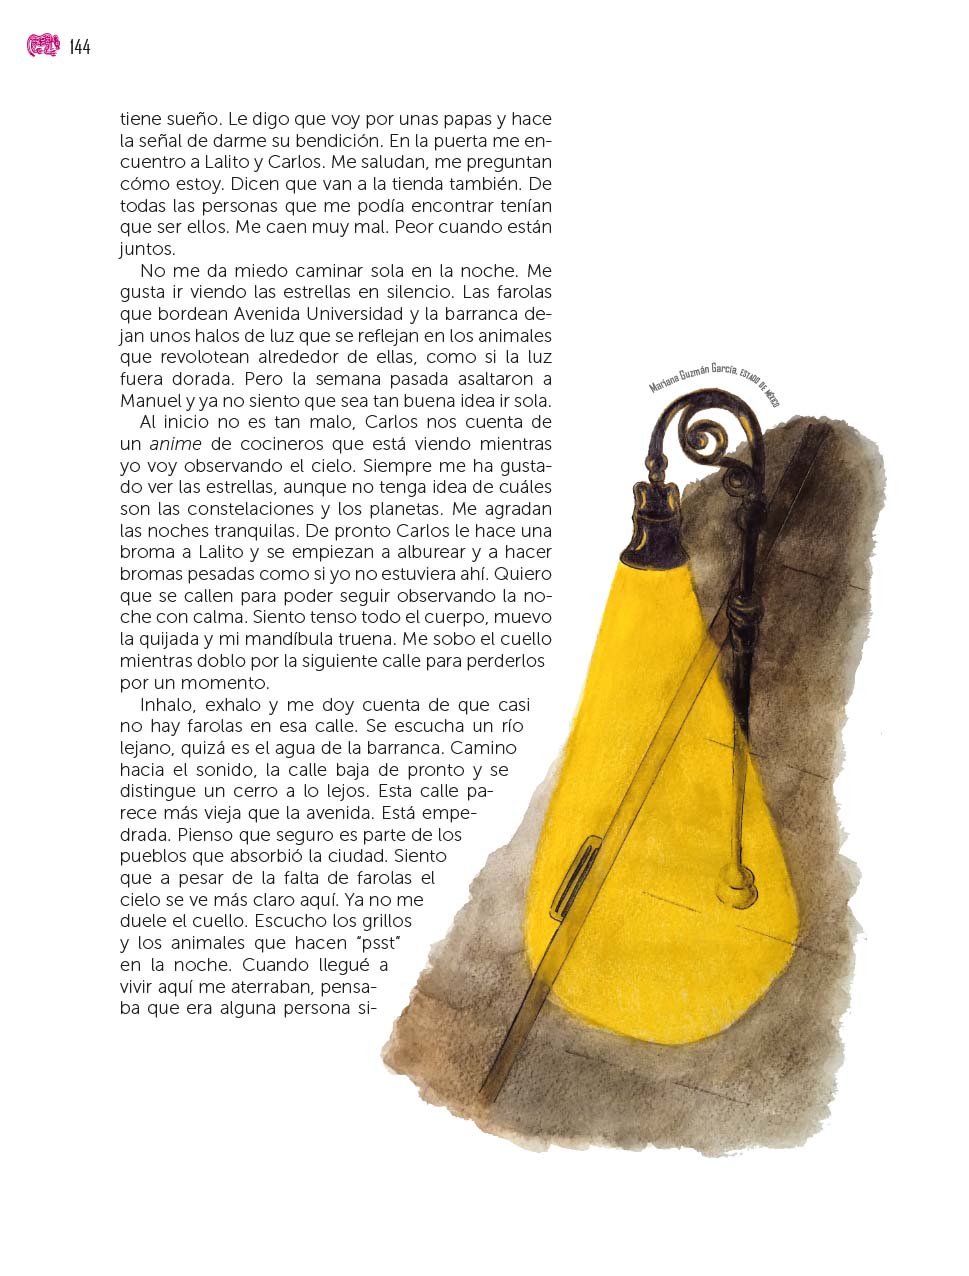 144
tiene sueño. Le digo que voy por unas papas y hace
la señal de darme su bendición. En la puerta me en-
cuentro a Lalito y Carlos. Me saludan, me preguntan
cómo estoy. Dicen que van a la tienda también. De
todas las personas que me podía encontrar tenían
que ser ellos. Me caen muy mal. Peor cuando están
juntos.
No me da miedo caminar sola en la noche. Me
gusta ir viendo las estrellas en silencio. Las farolas
que bordean Avenida Universidad y la barranca de-
jan unos halos de luz que se reflejan en los animales
que revolotean alrededor de ellas, como si la luz
fuera dorada. Pero la semana pasada asaltaron a
Manuel y ya no siento que sea tan buena idea ir sola.
Al inicio no es tan malo, Carlos nos cuenta de
un anime de cocineros que está viendo mientras
yo voy observando el cielo. Siempre me ha gusta-
do ver las estrellas, aunque no tenga idea de cuáles
son las constelaciones y los planetas. Me agradan
las noches tranquilas. De pronto Carlos le hace una
broma a Lalito y se empiezan a alburear y a hacer
bromas pesadas como si yo no estuviera ahí. Quiero
que se callen para poder seguir observando la no-
che con calma. Siento tenso todo el cuerpo, muevo
la quijada y mi mandíbula truena. Me sobo el cuello
mientras doblo por la siguiente calle para perderlos
por un momento.
Inhalo, exhalo y me doy cuenta de que casi
no hay farolas en esa calle. Se escucha un río
lejano, quizá es el agua de la barranca. Camino
hacia el sonido, la calle baja de pronto y se
distingue un cerro a lo lejos. Esta calle pa-
rece más vieja que la avenida. Está empe-
drada. Pienso que seguro es parte de los
pueblos que absorbió la ciudad. Siento
que a pesar de la falta de farolas el
cielo se ve más claro aquí. Ya no me
duele el cuello. Escucho los grillos
y los animales que hacen “psst”
en la noche. Cuando llegué a
vivir aquí me aterraban, pensa-
ba que era alguna persona si-
Mariana Guzmán García, ESTADO DE MÉXICO